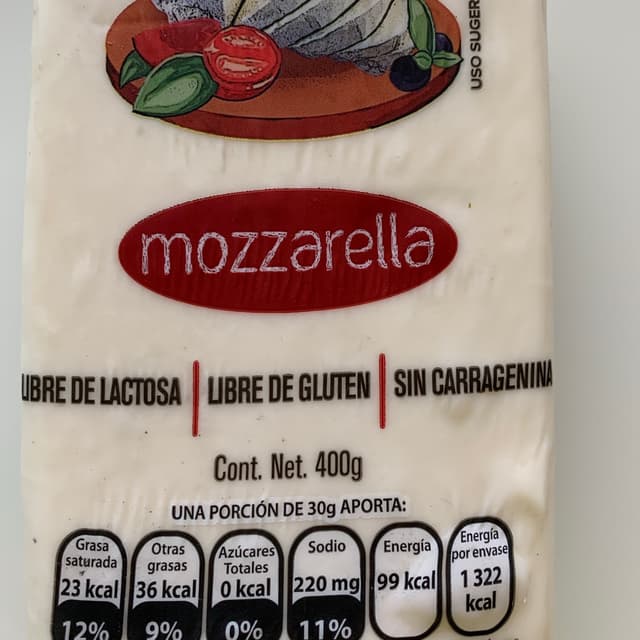 USO SUGER
mozzarella
LIBRE DE LACTOSA | LIBRE DE GLUTEN | SIN CARRAGENINA
Cont. Net. 400g
UNA PORCIÓN DE 30g APORTA:
Grasa saturada
23 kcal
12%
Otras grasas
36 kcal
9%
Azúcares Totales
0 kcal
0%
Sodio
220 mg
11%
Energía
99 kcal
Energía por envase
1 322 kcal